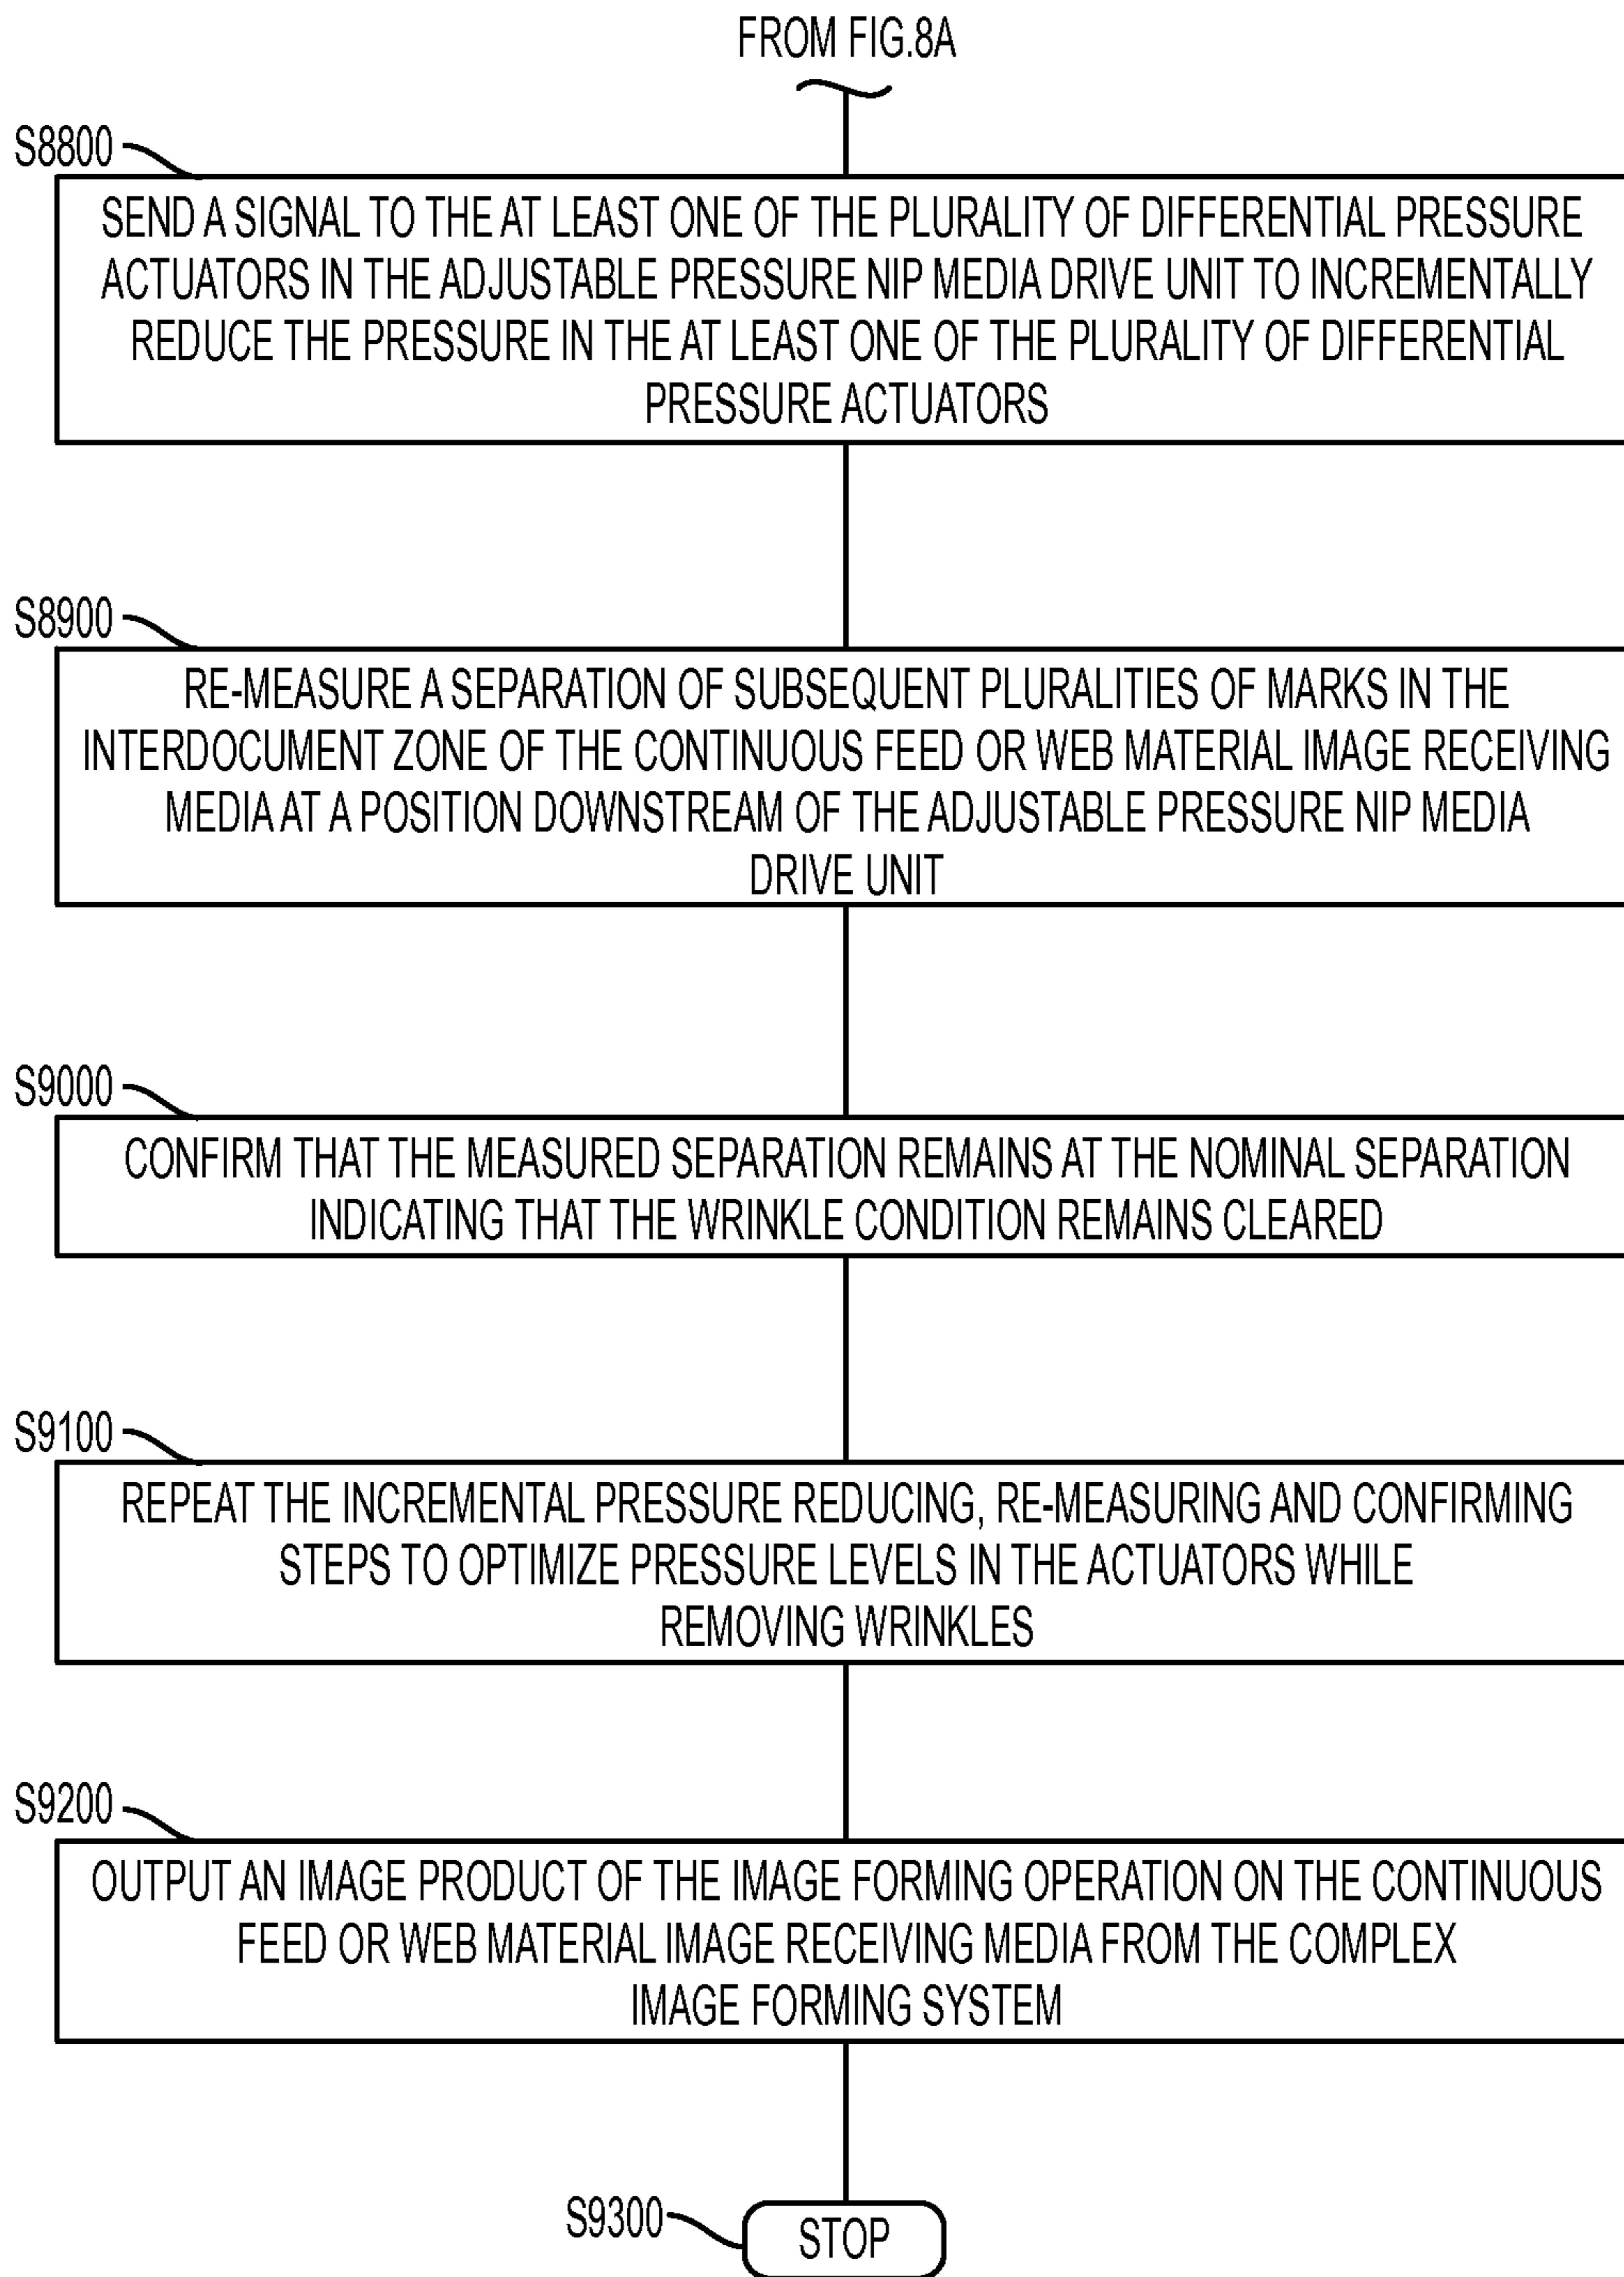 FROM FIG.8A
S8800
SEND A SIGNAL TO THE AT LEAST ONE OF THE PLURALITY OF DIFFERENTIAL PRESSURE
ACTUATORS IN THE ADJUSTABLE PRESSURE NIP MEDIA DRIVE UNIT TO INCREMENTALLY
REDUCE THE PRESSURE IN THE AT LEAST ONE OF THE PLURALITY OF DIFFERENTIAL
PRESSURE ACTUATORS
S8900
RE-MEASURE A SEPARATION OF SUBSEQUENT PLURALITIES OF MARKS IN THE
INTERDOCUMENT ZONE OF THE CONTINUOUS FEED OR WEB MATERIAL IMAGE RECEIVING
MEDIA AT A POSITION DOWNSTREAM OF THE ADJUSTABLE PRESSURE NIP MEDIA
DRIVE UNIT
S9000
CONFIRM THAT THE MEASURED SEPARATION REMAINS AT THE NOMINAL SEPARATION
INDICATING THAT THE WRINKLE CONDITION REMAINS CLEARED
S9100
REPEAT THE INCREMENTAL PRESSURE REDUCING, RE-MEASURING AND CONFIRMING
STEPS TO OPTIMIZE PRESSURE LEVELS IN THE ACTUATORS WHILE
REMOVING WRINKLES
S9200
OUTPUT AN IMAGE PRODUCT OF THE IMAGE FORMING OPERATION ON THE CONTINUOUS
FEED OR WEB MATERIAL IMAGE RECEIVING MEDIA FROM THE COMPLEX
IMAGE FORMING SYSTEM
S9300
STOP